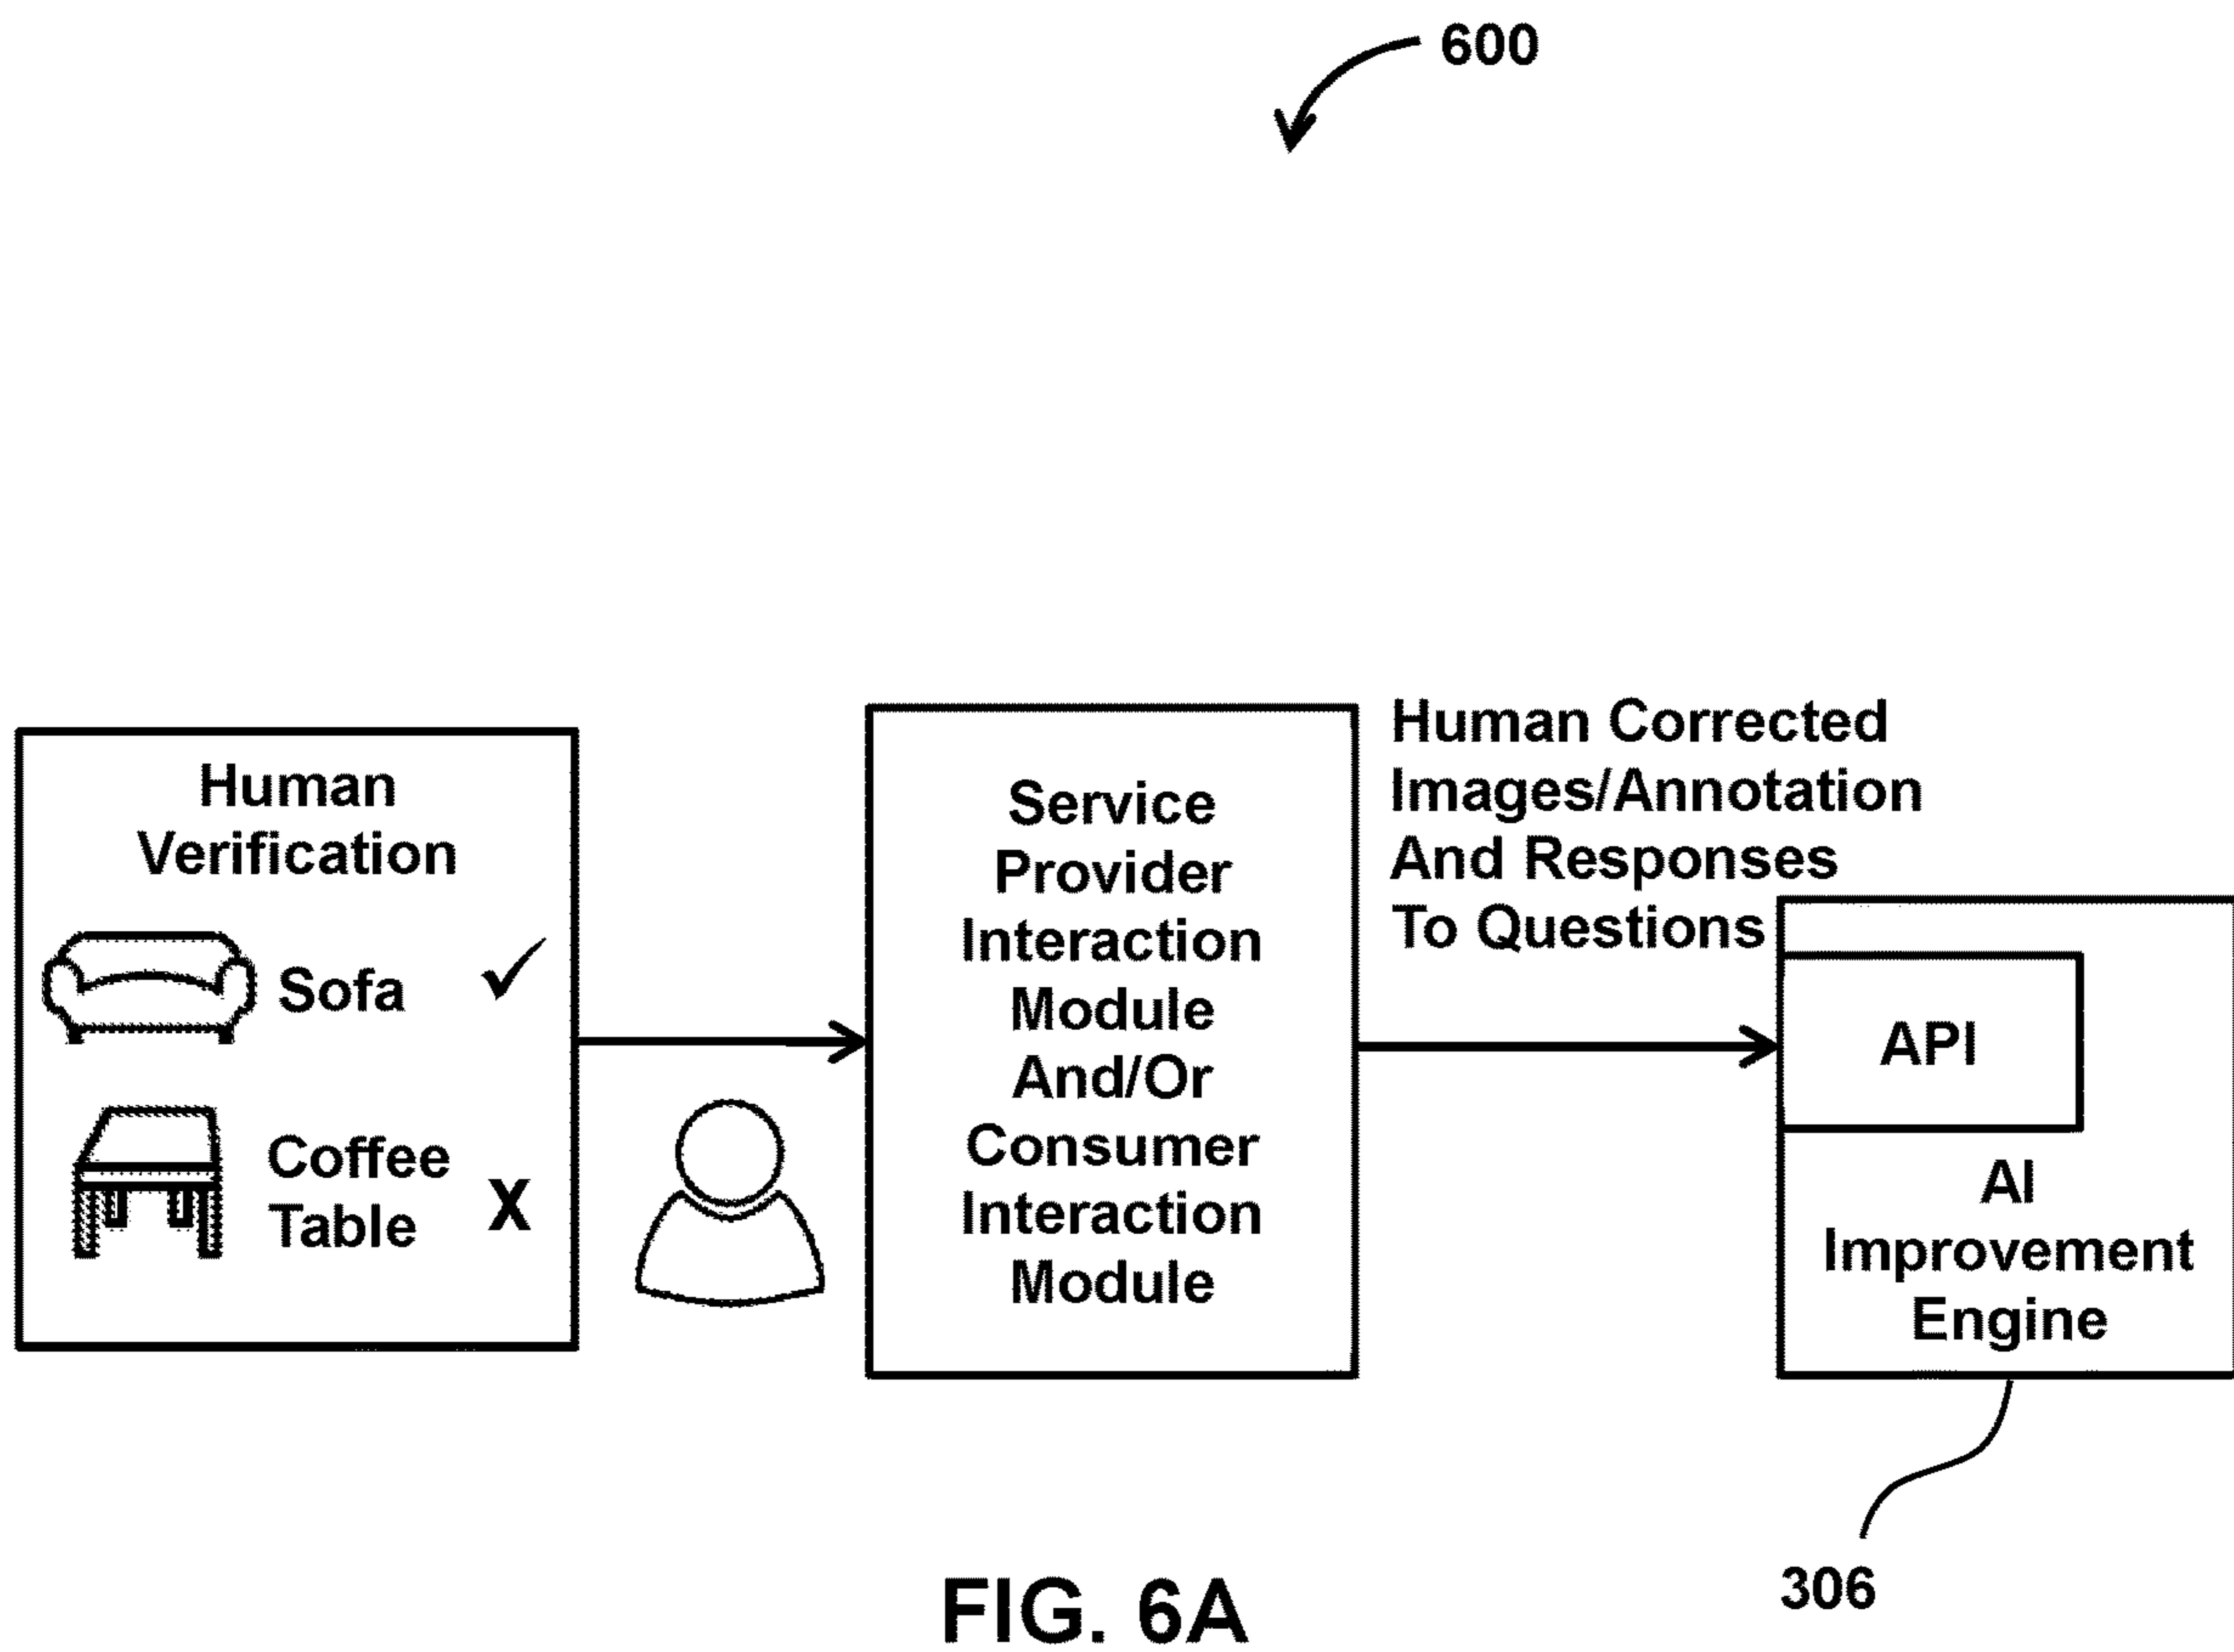 600
Human
Verification
Sofa
Coffee
Table
X
Service
Provider
Interaction
Module
And/Or
Consumer
Interaction
Module
Human Corrected
Images/Annotation
And Responses
To Questions
API
AI
Improvement
Engine
306
FIG. 6A